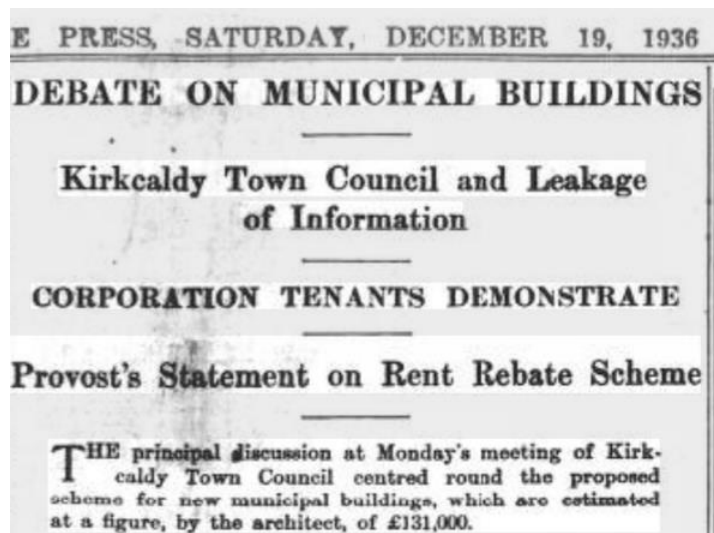 E PRESS, SATURDAY, DECEMBER 19, 1936
DEBATE ON MUNICIPAL BUILDINGS
Kirkcaldy Town Council and Leakage
of Information
CORPORATION TENANTS DEMONSTRATE
Provost's Statement on Rent Rebate Scheme
THE principal discussion at Monday's meeting of Kirk-
caldy Town Council centred round the proposed
scheme for new municipal buildings, which are estimated
at a figure, by the architect, of £131,000.